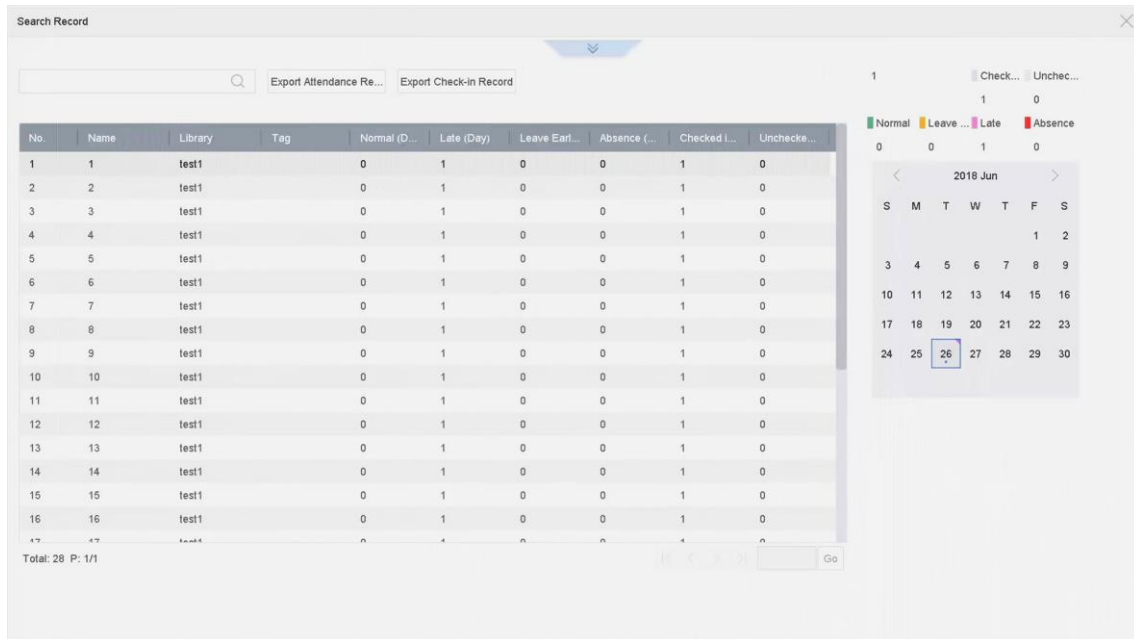 Search Record
Export Attendance Re... Export Check-in Record
No. Name Library Tag Normal (D... Late (Day) Leave Earl... Absence (... Checked i... Unchecke...
1 1 test1 0 1 0 0 1 0
2 2 test1 0 1 0 0 1 0
3 3 test1 0 1 0 0 1 0
4 4 test1 0 1 0 0 1 0
5 5 test1 0 1 0 0 1 0
6 6 test1 0 1 0 0 1 0
7 7 test1 0 1 0 0 1 0
8 8 test1 0 1 0 0 1 0
9 9 test1 0 1 0 0 1 0
10 10 test1 0 1 0 0 1 0
11 11 test1 0 1 0 0 1 0
12 12 test1 0 1 0 0 1 0
13 13 test1 0 1 0 0 1 0
14 14 test1 0 1 0 0 1 0
15 15 test1 0 1 0 0 1 0
16 16 test1 0 1 0 0 1 0
17 17 test1 0 1 0 0 1 0
Total: 28 P: 1/1
Go
1 Check... Unchec...
1 0
Normal Leave ... Late Absence
0 0 1 0
2018 Jun
S M T W T F S
1 2
3 4 5 6 7 8 9
10 11 12 13 14 15 16
17 18 19 20 21 22 23
24 25 26 27 28 29 30